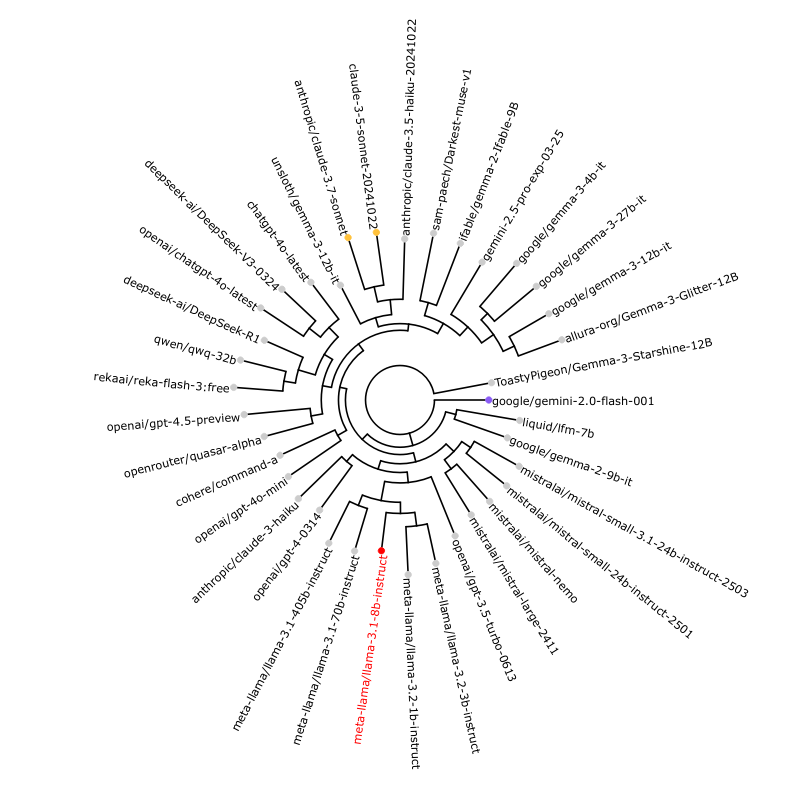 anthropic/claude-3.5-haiku-20241022
sam-paech/Darkest-muse-v1
ifable/gemma-2-Ifable-9B
gemini-2.5-pro-exp-03-25
google/gemma-3-4b-it
google/gemma-3-27b-it
google/gemma-3-12b-it
allura-org/Gemma-3-Glitter-12B
ToastyPigeon/Gemma-3-Starshine-12B
google/gemini-2.0-flash-001
liquid/lfm-7b
google/gemma-2-9b-it
mistralai/mistral-small-3.1-24b-instruct-2503
mistralai/mistral-small-24b-instruct-2501
mistralai/mistral-nemo
mistralai/mistral-large-2411
openai/gpt-3.5-turbo-0613
meta-llama/llama-3.2-3b-instruct
meta-llama/llama-3.2-1b-instruct
meta-llama/llama-3.1-8b-instruct
meta-llama/llama-3.1-70b-instruct
meta-llama/llama-3.1-405b-instruct
openai/gpt-4-0314
anthropic/claude-3-haiku
openai/gpt-4o-mini
cohere/command-a
openrouter/quasar-alpha
openai/gpt-4.5-preview
rekaai/reka-flash-3:free
qwen/qwq-32b
deepseek-ai/DeepSeek-R1
openai/chatgpt-4o-latest
deepseek-ai/DeepSeek-V3-0324
chatgpt-4o-latest
unsloth/gemma-3-12b-it
anthropic/claude-3.7-sonnet
claude-3-5-sonnet-20241022